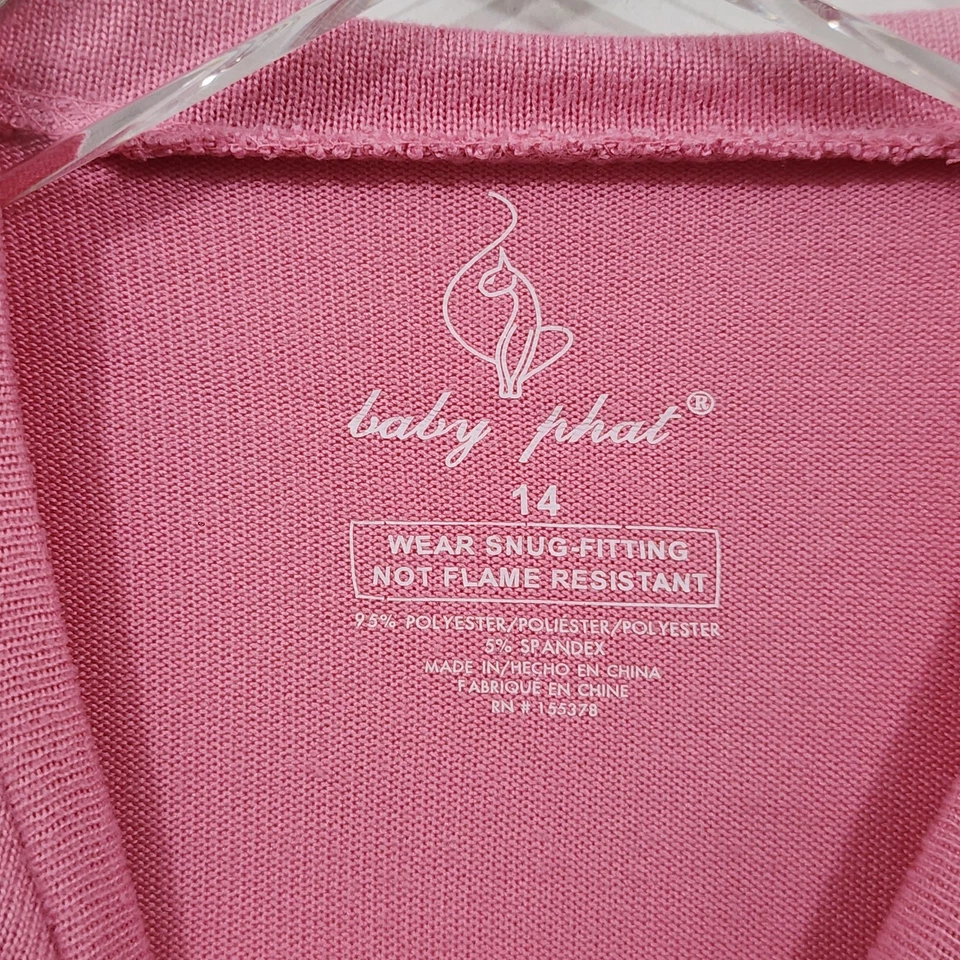 baby phat®
14
WEAR SNUG-FITTING
NOT FLAME RESISTANT
95% POLYESTER/POLIÉSTER/POLYESTER
5% SPANDEX
MADE IN/HECHO EN CHINA
FABRIQUÉ EN CHINE
RN # 155378